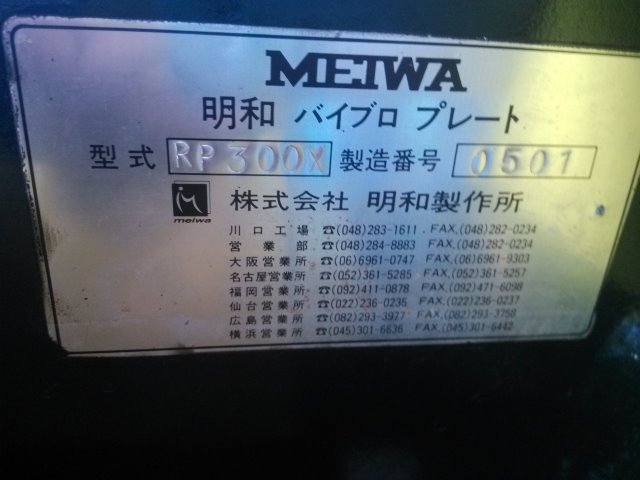 MEIWA
明和 バイブロ プレート
型式 RP300X 製造番号 0501
meiwa 株式会社 明和製作所
川口工場 ☎(048)283-1611 . FAX.(048)282-0234
営業部 ☎(048)284-8883 FAX.(048)282-0234
大阪営業所 ☎(06)6961-0747 FAX.(06)6961-9303
名古屋営業所 ☎(052)361-5285 FAX.(052)361-5257
福岡営業所 ☎(092)411-0878 FAX.(092)471-6098
仙台営業所 ☎(022)236-0235 FAX.(022)236-0237
広島営業所 ☎(082)293-3977 FAX.(082)293-3758
横浜営業所 ☎(045)301-6636 FAX.(045)301-6442